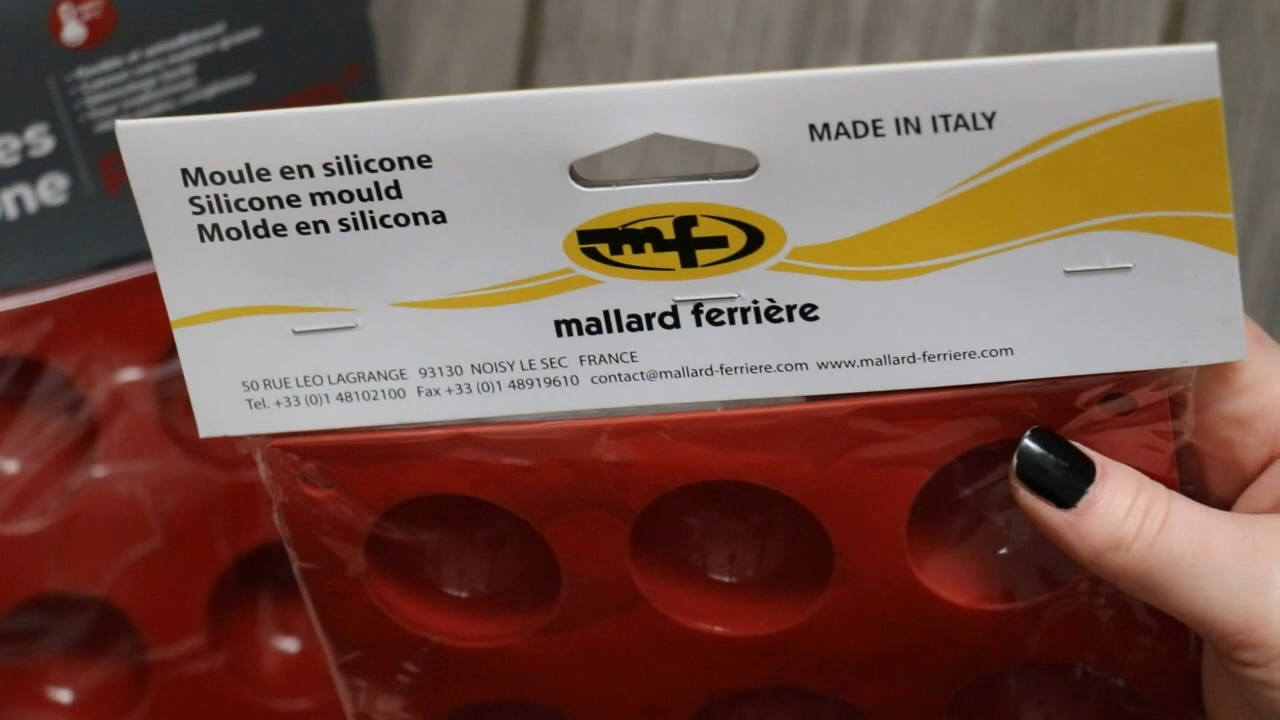 Moule en silicone
Silicone mould
Molde en silicona
MADE IN ITALY
mf
mallard ferrière
50 RUE LEO LAGRANGE 93130 NOISY LE SEC FRANCE
Tel. +33 (0)1 48102100 Fax +33 (0)1 48919610 contact@mallard-ferriere.com www.mallard-ferriere.com
es
ne